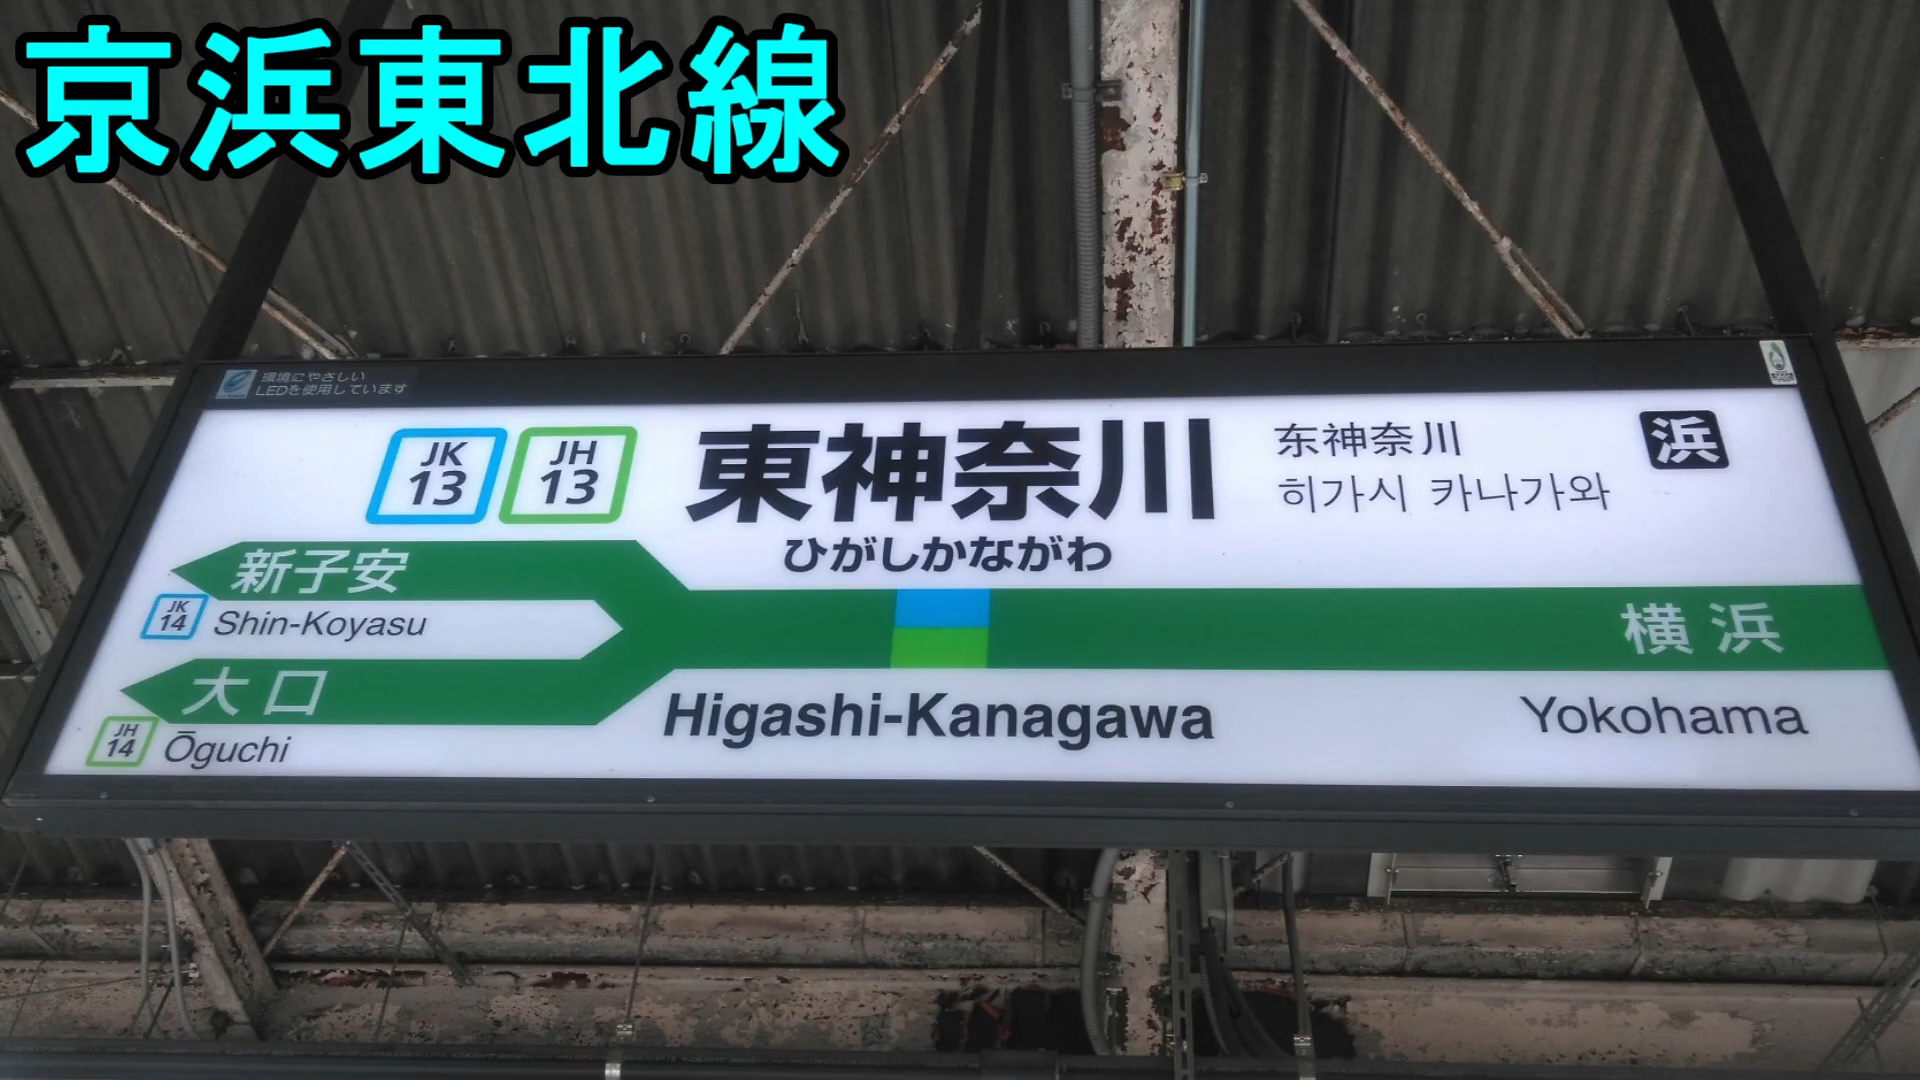 京浜東北線
環境にやさしい
LEDを使用しています
JK
13
JH
13
東神奈川
ひがしかながわ
东神奈川
히가시 카나가와
浜
新子安
JK
14
Shin-Koyasu
大口
JH
14
Ōguchi
Higashi-Kanagawa
横浜
Yokohama